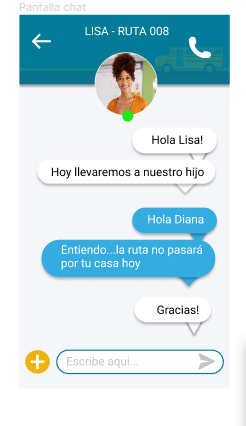 Pantalla chat
LISA - RUTA 008
Hola Lisa!
Hoy llevaremos a nuestro hijo
Hola Diana
Entiendo...la ruta no pasará
por tu casa hoy
Gracias!
Escribe aqui...